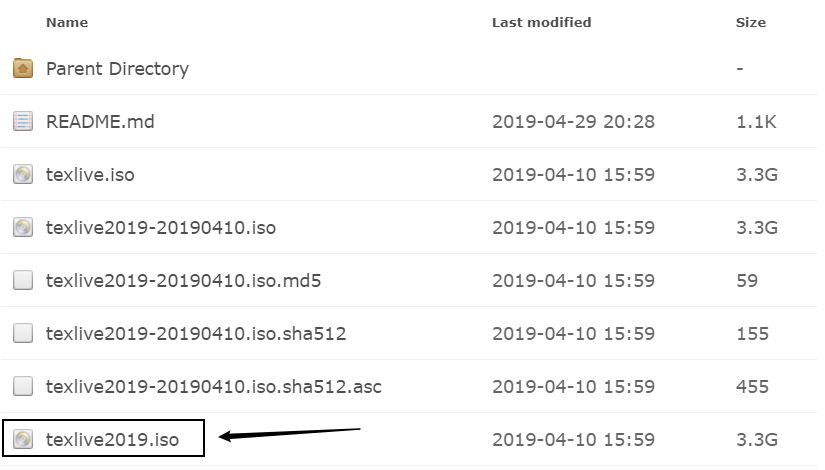 Name Last modified Size
Parent Directory -
README.md 2019-04-29 20:28 1.1K
texlive.iso 2019-04-10 15:59 3.3G
texlive2019-20190410.iso 2019-04-10 15:59 3.3G
texlive2019-20190410.iso.md5 2019-04-10 15:59 59
texlive2019-20190410.iso.sha512 2019-04-10 15:59 155
texlive2019-20190410.iso.sha512.asc 2019-04-10 15:59 455
texlive2019.iso 2019-04-10 15:59 3.3G